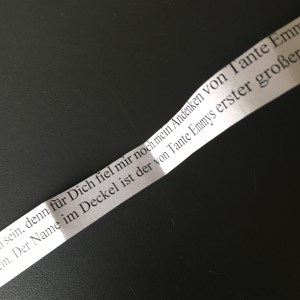 sein, denn für Dich fiel mir noch mein Andenken von Tante Emmy
ein. Der Name im Deckel ist der von Tante Emmys erster großer